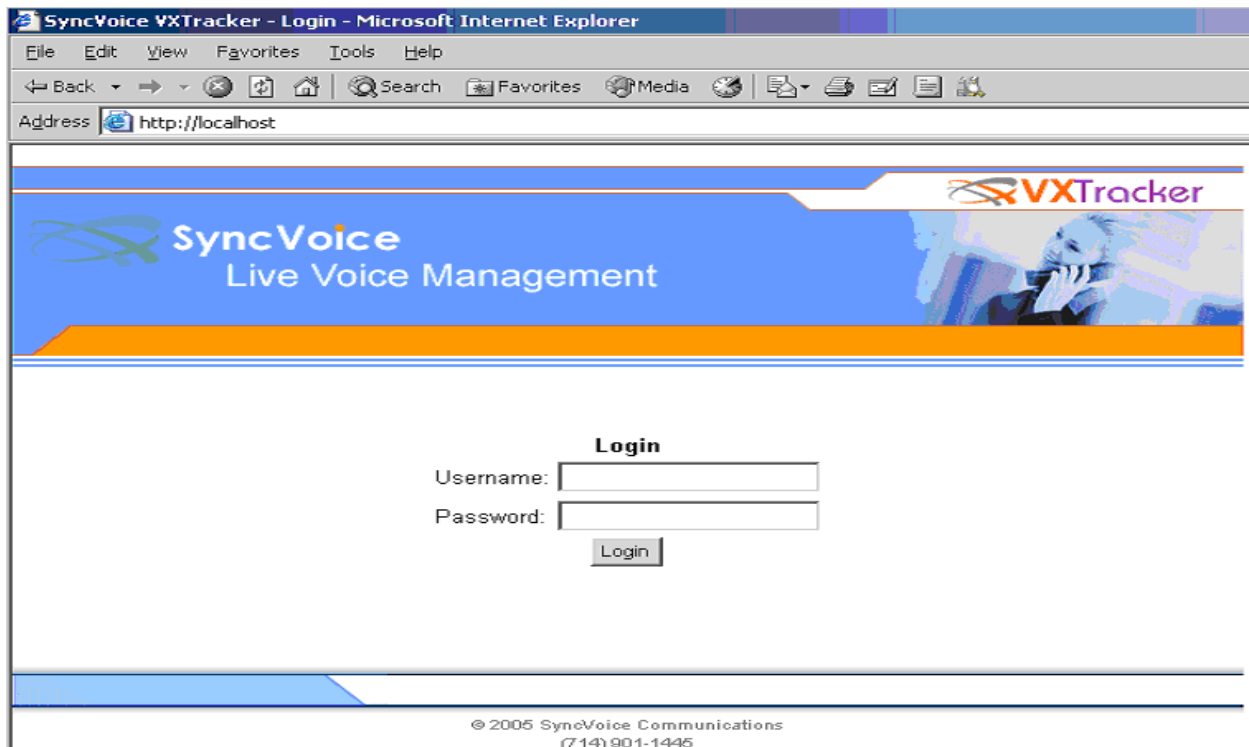 SyncVoice VXTracker - Login - Microsoft Internet Explorer
File Edit View Favorites Tools Help
Back Search Favorites Media
Address http://localhost
VXTracker
SyncVoice
Live Voice Management
Login
Username:
Password:
Login
© 2005 SyncVoice Communications
(714) 901-1445